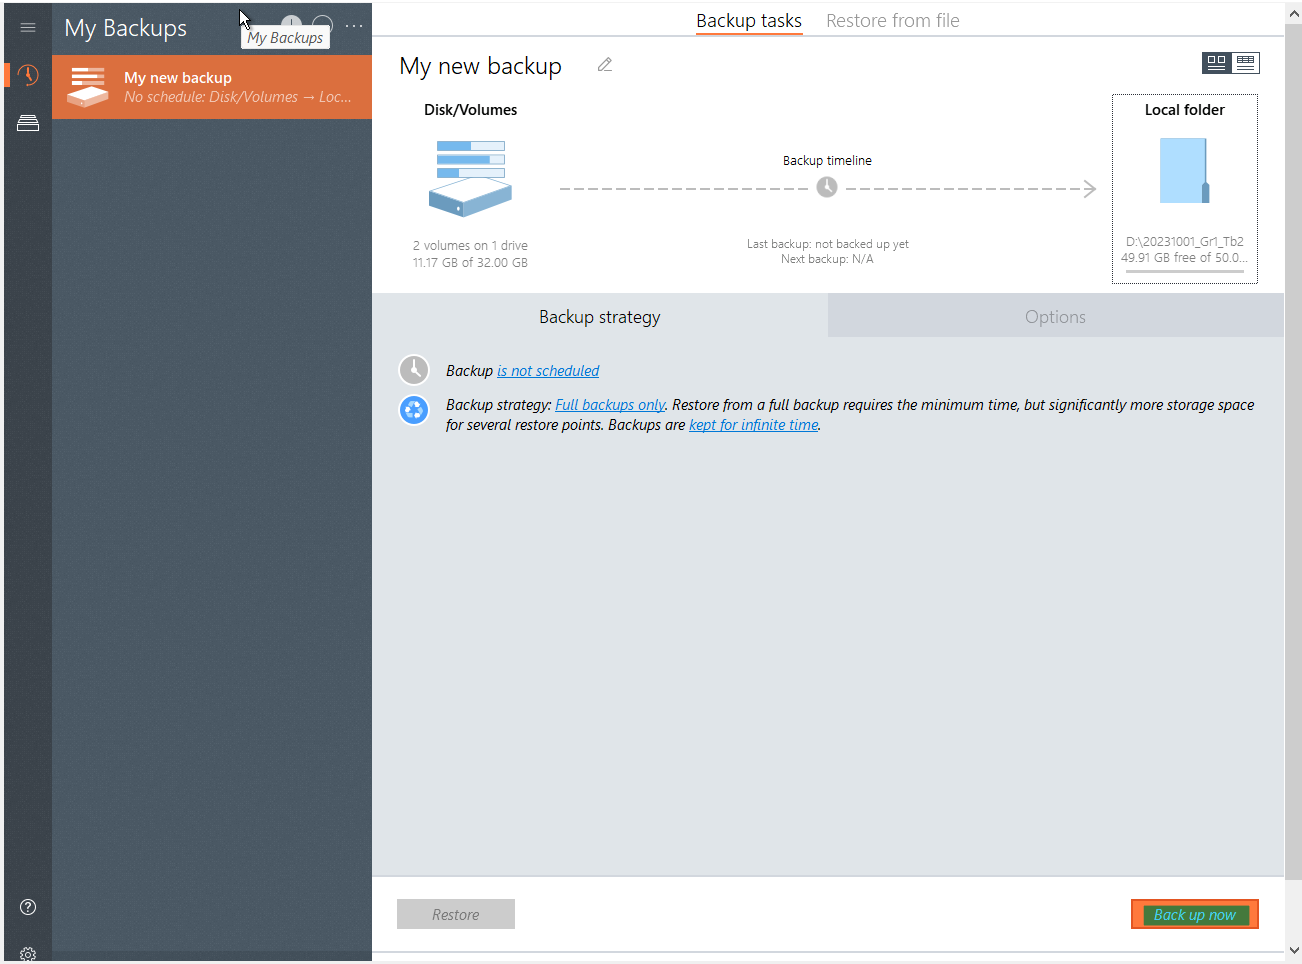 My Backups
My Backups
My new backup
No schedule: Disk/Volumes → Loc...
Backup tasks
Restore from file
My new backup
Disk/Volumes
2 volumes on 1 drive
11.17 GB of 32.00 GB
Backup timeline
Last backup: not backed up yet
Next backup: N/A
Local folder
D:\20231001_Gr1_Tb2
49.91 GB free of 50.0...
Backup strategy
Options
Backup is not scheduled
Backup strategy: Full backups only. Restore from a full backup requires the minimum time, but significantly more storage space
for several restore points. Backups are kept for infinite time.
Restore
Back up now